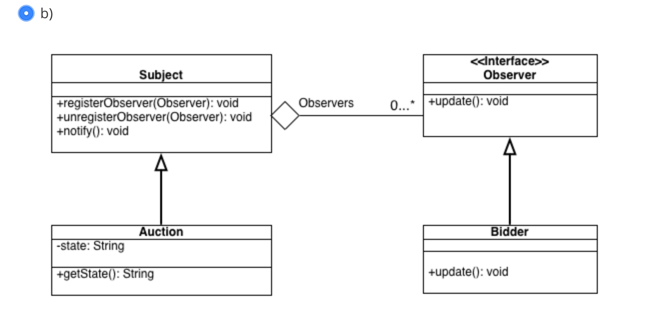 b)
Subject
+registerObserver(Observer): void
+unregisterObserver(Observer): void
+notify(): void
Observers
0...*
<<Interface>>
Observer
+update(): void
Auction
-state: String
+getState(): String
Bidder
+update(): void